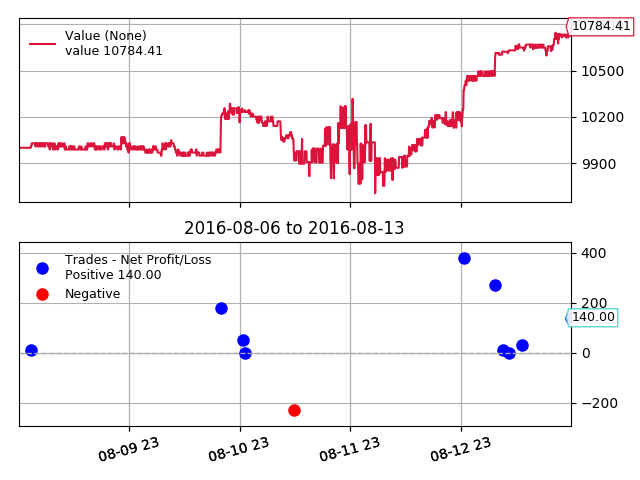 Value (None)
value 10784.41
10784.41
10500
10200
9900
2016-08-06 to 2016-08-13
Trades - Net Profit/Loss
Positive 140.00
Negative
400
200
140.00
0
−200
08-09 23
08-10 23
08-11 23
08-12 23